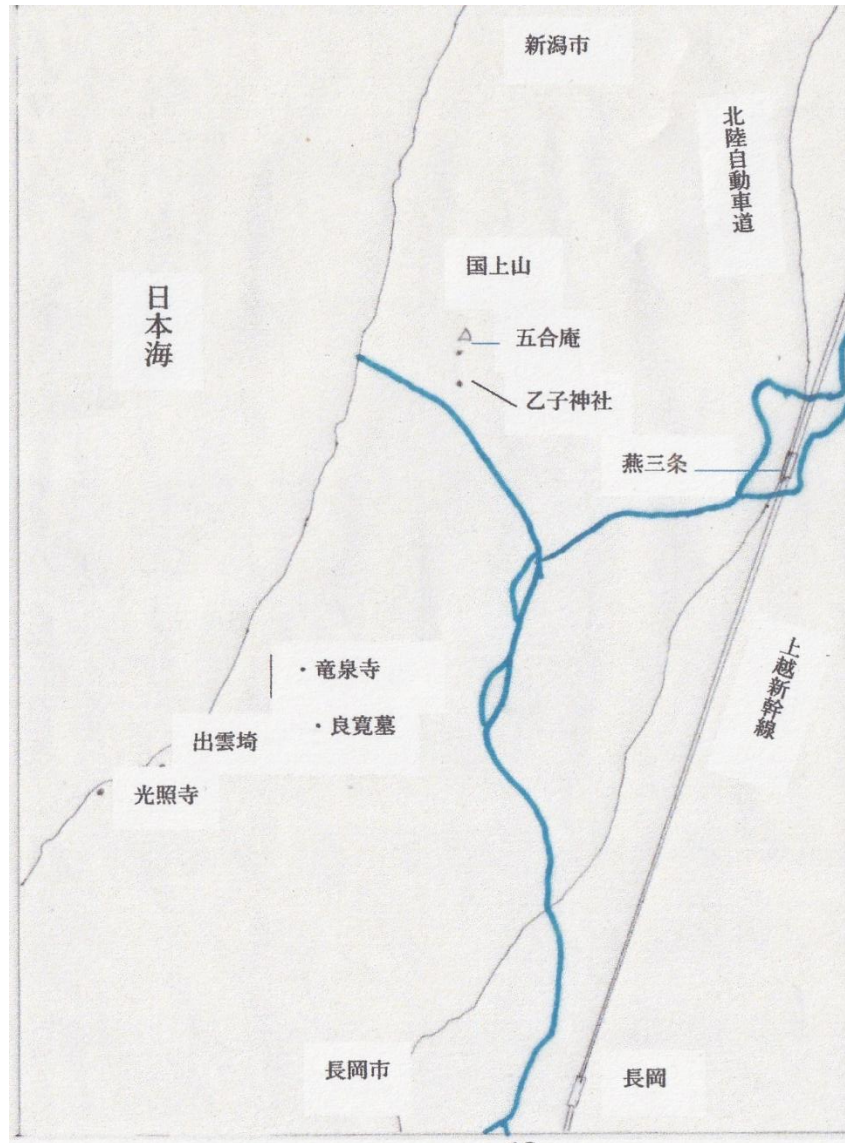 新潟市
北陸自動車道
国上山
日本海
五合庵
乙子神社
燕三条
上越新幹線
竜泉寺
良寛墓
出雲埼
光照寺
長岡市
長岡